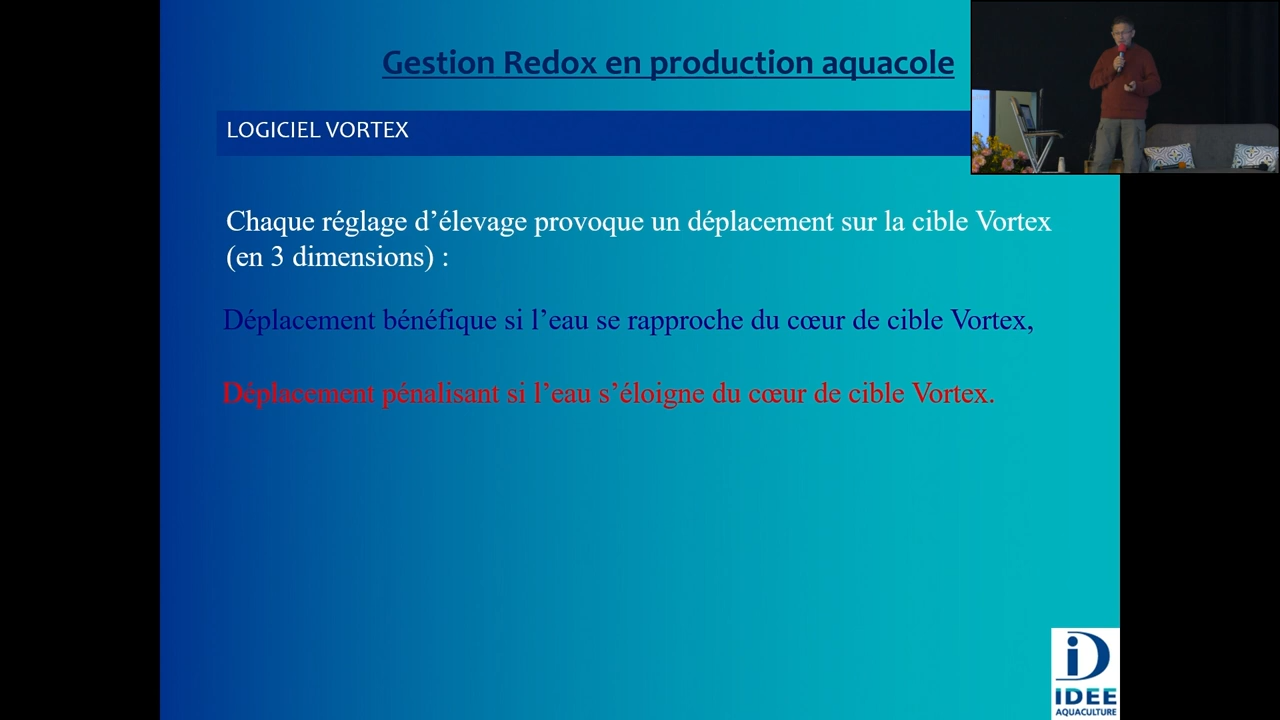 Gestion Redox en production aquacole
LOGICIEL VORTEX
Chaque réglage d’élevage provoque un déplacement sur la cible Vortex
(en 3 dimensions) :
Déplacement bénéfique si l’eau se rapproche du cœur de cible Vortex,
Déplacement pénalisant si l’eau s’éloigne du cœur de cible Vortex.
iD
IDEE
AQUACULTURE